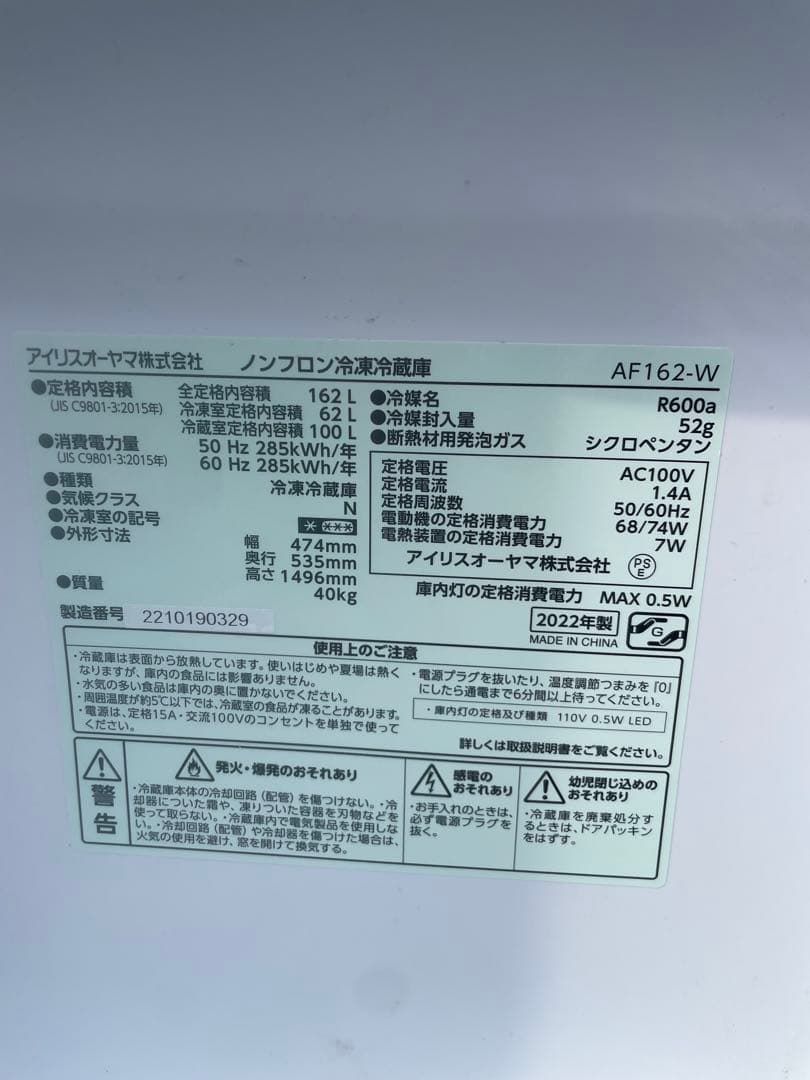 アイリスオーヤマ株式会社 ノンフロン冷凍冷蔵庫 AF162-W
●定格内容積 全定格内容積 162 L
(JIS C9801-3:2015年) 冷凍室定格内容積 62 L
冷蔵室定格内容積 100 L
●消費電力量 50 Hz 285kWh/年
(JIS C9801-3:2015年) 60 Hz 285kWh/年
●種類 冷凍冷蔵庫
●気候クラス N
●冷凍室の記号
●外形寸法 幅 474mm
奥行 535mm
高さ 1496mm
●質量 40kg
製造番号 2210190329
●冷媒名 R600a
●冷媒封入量 52g
●断熱材用発泡ガス シクロペンタン
定格電圧 AC100V
定格電流 1.4A
定格周波数 50/60Hz
電動機の定格消費電力 68/74W
電熱装置の定格消費電力 7W
アイリスオーヤマ株式会社 PS E
庫内灯の定格消費電力 MAX 0.5W
2022年製
MADE IN CHINA
G
使用上のご注意
・冷蔵庫は表面から放熱しています。使いはじめや夏場は熱く
なりますが、庫内の食品には影響ありません。
・水気の多い食品は庫内の奥に置かないでください。
・周囲温度が約5℃以下では、冷蔵室の食品が凍ることがあります。
・電源は、定格15A・交流100Vのコンセントを単独で使って
ください。
・電源プラグを抜いたり、温度調節つまみを『0』
にしたら通電まで6分間以上待ってください。
・庫内灯の定格及び種類 110V 0.5W LED
詳しくは取扱説明書をご覧ください。
警告
発火・爆発のおそれあり
・冷蔵庫本体の冷却回路（配管）を傷つけない。・冷
却器についた霜や、凍りついた容器を刃物などを
使って取らない。・冷蔵庫内で電気製品を使用しな
い。・冷却回路（配管）や冷却器を傷つけた場合は、
火気の使用を避け、窓を開けて換気する。
感電の
おそれあり
・お手入れのときは、
必ず電源プラグを
抜く。
幼児閉じ込めの
おそれあり
・冷蔵庫を廃棄処分す
るときは、ドアパッキン
をはずす。